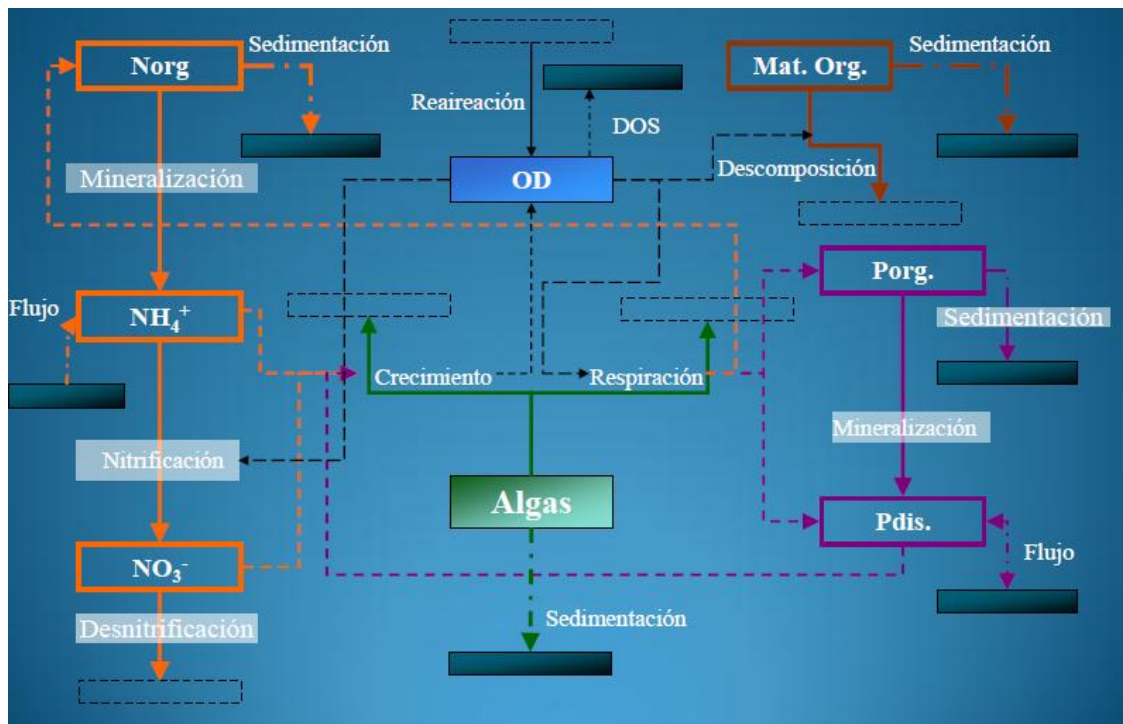 Sedimentación
Norg
Mat. Org.
Sedimentación
Reaireación
DOS
Mineralización
OD
Descomposición
Porg.
Flujo
NH₄⁺
Sedimentación
Crecimiento
Respiración
Mineralización
Nitrificación
Algas
Pdis.
Flujo
NO₃⁻
Sedimentación
Desnitrificación